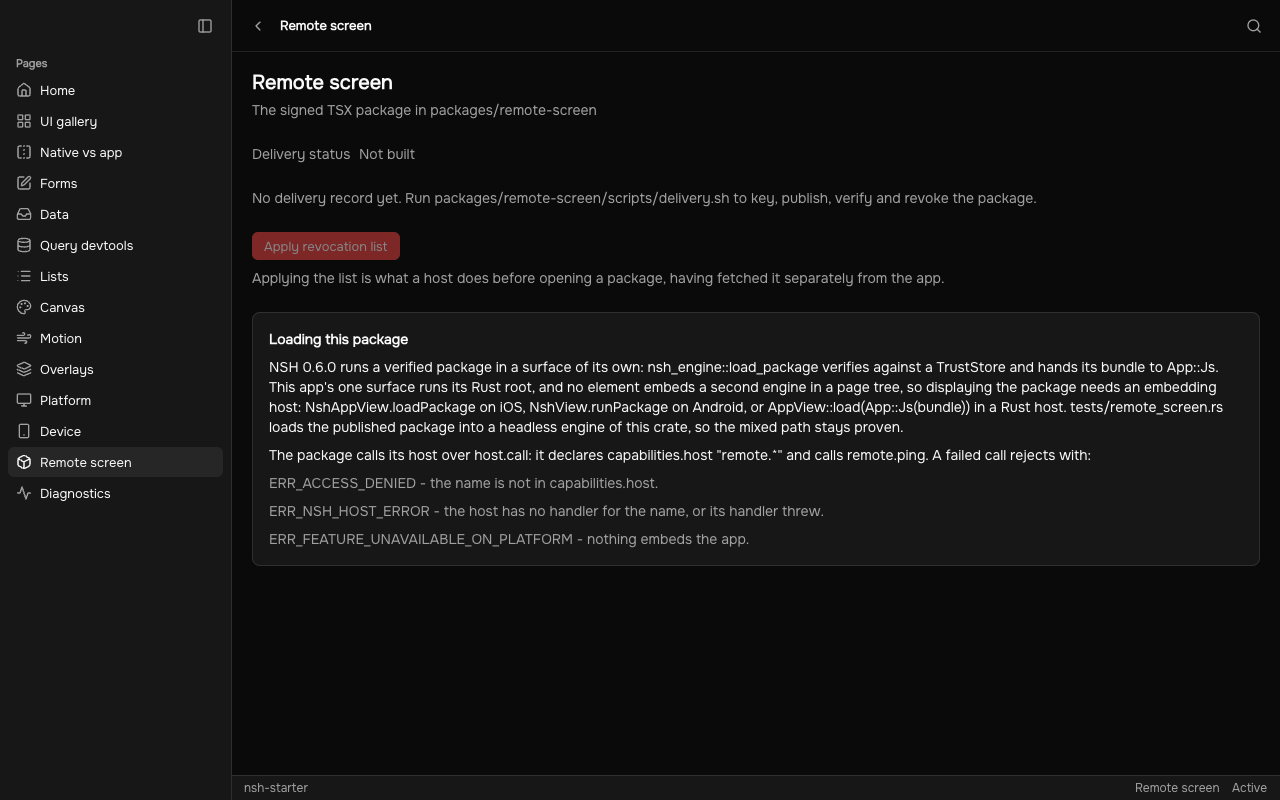 Remote screen
Pages
Home
UI gallery
Native vs app
Forms
Data
Query devtools
Lists
Canvas
Motion
Overlays
Platform
Device
Remote screen
Diagnostics
Remote screen
The signed TSX package in packages/remote-screen
Delivery status Not built
No delivery record yet. Run packages/remote-screen/scripts/delivery.sh to key, publish, verify and revoke the package.
Apply revocation list
Applying the list is what a host does before opening a package, having fetched it separately from the app.
Loading this package
NSH 0.6.0 runs a verified package in a surface of its own: nsh_engine::load_package verifies against a TrustStore and hands its bundle to App::Js.
This app's one surface runs its Rust root, and no element embeds a second engine in a page tree, so displaying the package needs an embedding
host: NshAppView.loadPackage on iOS, NshView.runPackage on Android, or AppView::load(App::Js(bundle)) in a Rust host. tests/remote_screen.rs
loads the published package into a headless engine of this crate, so the mixed path stays proven.
The package calls its host over host.call: it declares capabilities.host "remote.*" and calls remote.ping. A failed call rejects with:
ERR_ACCESS_DENIED - the name is not in capabilities.host.
ERR_NSH_HOST_ERROR - the host has no handler for the name, or its handler threw.
ERR_FEATURE_UNAVAILABLE_ON_PLATFORM - nothing embeds the app.
nsh-starter
Remote screen Active